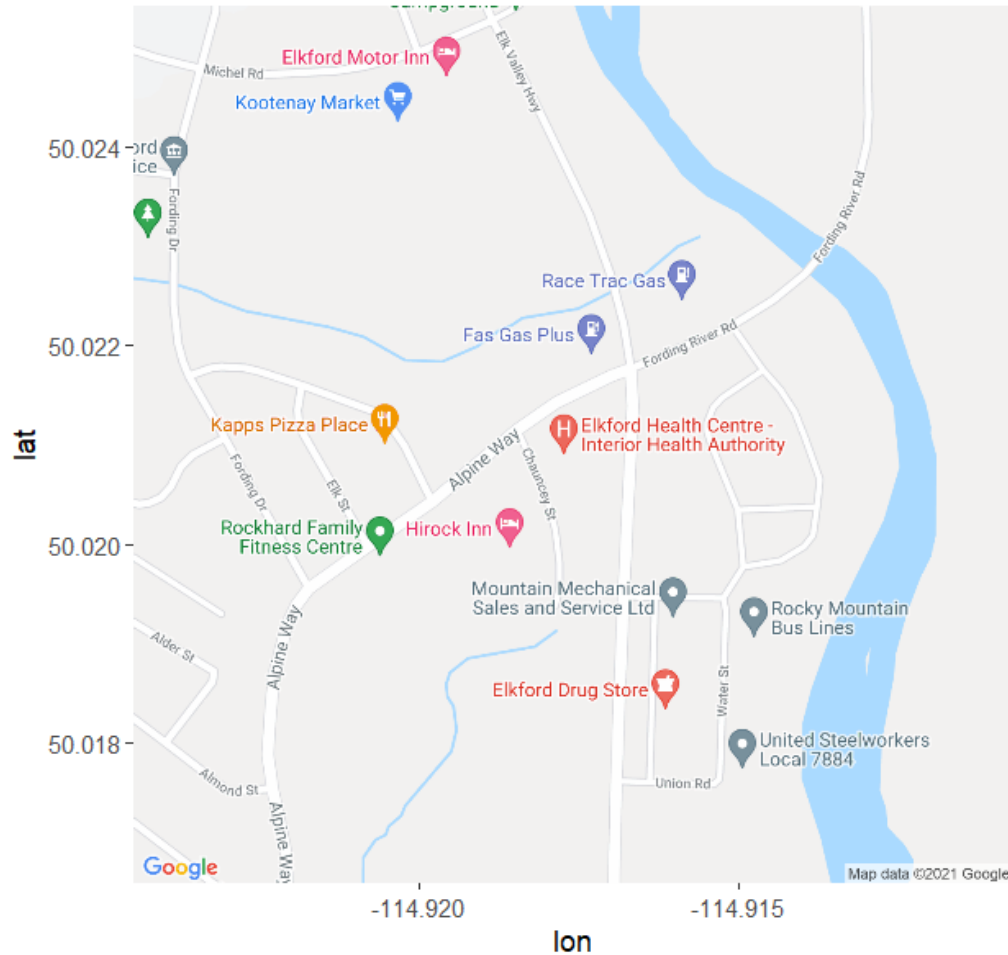 Campground
Elkford Motor Inn
Elk Valley Hwy
Michel Rd
Kootenay Market
50.024
ord
ice
Fording Dr
Fording River Rd
Race Trac Gas
Fas Gas Plus
Fording River Rd
50.022
Kapps Pizza Place
Elkford Health Centre -
Interior Health Authority
H
Alpine Way
Chauncey St
Fording Dr
Elk St
lat
Rockhard Family
Fitness Centre
Hirock Inn
50.020
Mountain Mechanical
Sales and Service Ltd
Rocky Mountain
Bus Lines
Alpine Way
Alder St
Elkford Drug Store
Water St
50.018
United Steelworkers
Local 7884
Almond St
Union Rd
Alpine Way
Google
Map data ©2021 Google
-114.920
-114.915
lon